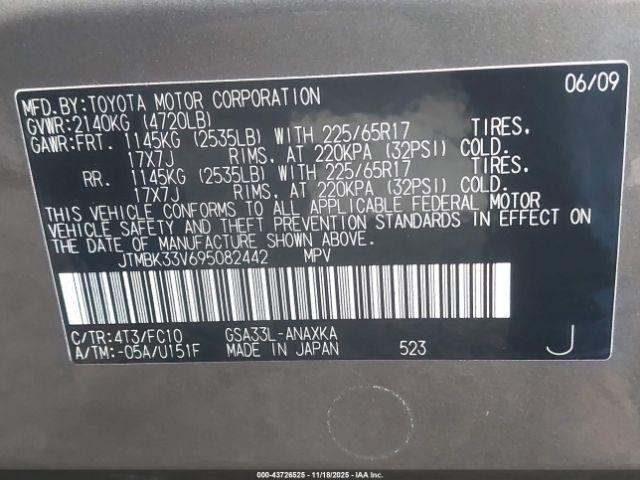 MFD.BY:TOYOTA MOTOR CORPORATION 06/09
GVWR:2140KG (4720LB)
GAWR:FRT. 1145KG (2535LB) WITH 225/65R17 TIRES.
17X7J RIMS. AT 220KPA (32PSI) COLD.
RR. 1145KG (2535LB) WITH 225/65R17 TIRES.
17X7J RIMS. AT 220KPA (32PSI) COLD.
THIS VEHICLE CONFORMS TO ALL APPLICABLE FEDERAL MOTOR
VEHICLE SAFETY AND THEFT PREVENTION STANDARDS IN EFFECT ON
THE DATE OF MANUFACTURE SHOWN ABOVE.
JTMBK33V695082442 MPV
C/TR:4T3/FC10 GSA33L-ANAXKA
A/TM:-05A/U151F MADE IN JAPAN 523 J
000-43726525 - 11/18/2025 - IAAI Inc.